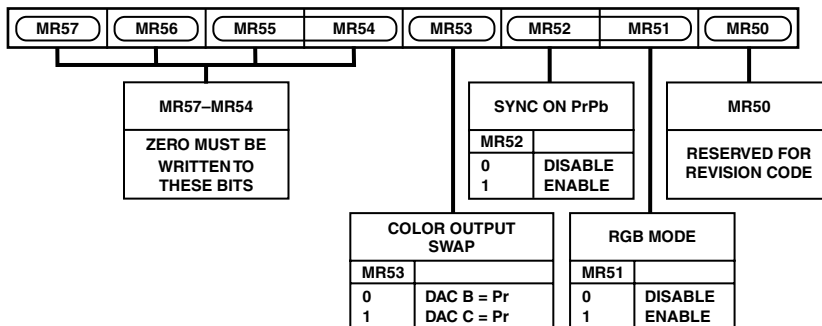 MR57 MR56 MR55 MR54 MR53 MR52 MR51 MR50
MR57–MR54
ZERO MUST BE
WRITTEN TO
THESE BITS
SYNC ON PrPb
MR52
0 DISABLE
1 ENABLE
MR50
RESERVED FOR
REVISION CODE
COLOR OUTPUT
SWAP
MR53
0 DAC B = Pr
1 DAC C = Pr
RGB MODE
MR51
0 DISABLE
1 ENABLE